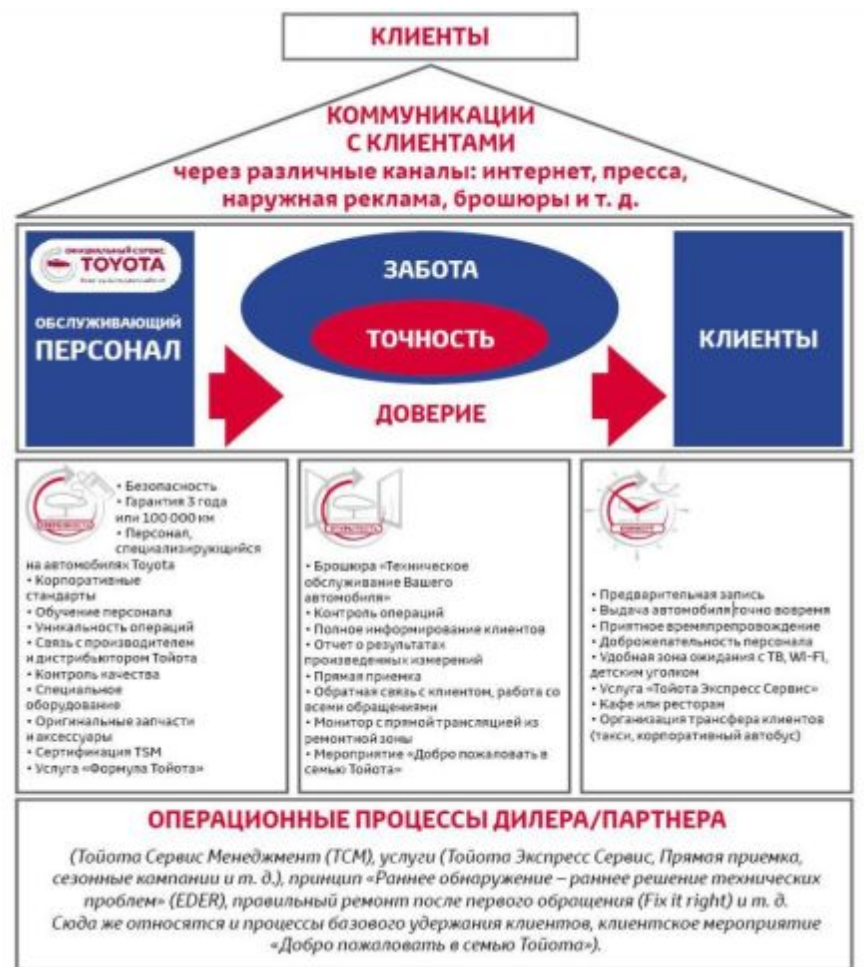 КЛИЕНТЫ
КОММУНИКАЦИИ
С КЛИЕНТАМИ
через различные каналы: интернет, пресса,
наружная реклама, брошюры и т. д.
ОФИЦИАЛЬНЫЙ СЕРВИС
TOYOTA
ОБСЛУЖИВАЮЩИЙ
ПЕРСОНАЛ
ЗАБОТА
ТОЧНОСТЬ
ДОВЕРИЕ
КЛИЕНТЫ
• Безопасность
• Гарантия 3 года
или 100 000 км
• Персонал,
специализирующийся
на автомобилях Toyota
• Корпоративные
стандарты
• Обучение персонала
• Уникальность операций
• Связь с производителем
и дистрибьютором Тойота
• Контроль качества
• Специальное
оборудование
• Оригинальные запчасти
и аксессуары
• Сертификация TSM
• Услуга «Формула Тойота»
• Брошюра «Техническое
обслуживание Вашего
автомобиля»
• Контроль операций
• Полное информирование клиентов
• Отчет о результатах
произведенных измерений
• Прямая приемка
• Обратная связь с клиентом, работа со
всеми обращениями
• Монитор с прямой трансляцией из
ремонтной зоны
• Мероприятие «Добро пожаловать в
семью Тойота»
• Предварительная запись
• Выдача автомобиля точно вовремя
• Приятное времяпрепровождение
• Доброжелательность персонала
• Удобная зона ожидания с ТВ, WI-FI,
детским уголком
• Услуга «Тойота Экспресс Сервис»
• Кафе или ресторан
• Организация трансфера клиентов
(такси, корпоративный автобус)
ОПЕРАЦИОННЫЕ ПРОЦЕССЫ ДИЛЕРА/ПАРТНЕРА
(Тойота Сервис Менеджмент (ТСМ), услуги (Тойота Экспресс Сервис, Прямая приемка,
сезонные кампании и т. д.), принцип «Раннее обнаружение – раннее решение технических
проблем» (EDER), правильный ремонт после первого обращения (Fix it right) и т. д.
Сюда же относятся и процессы базового удержания клиентов, клиентское мероприятие
«Добро пожаловать в семью Тойота»).